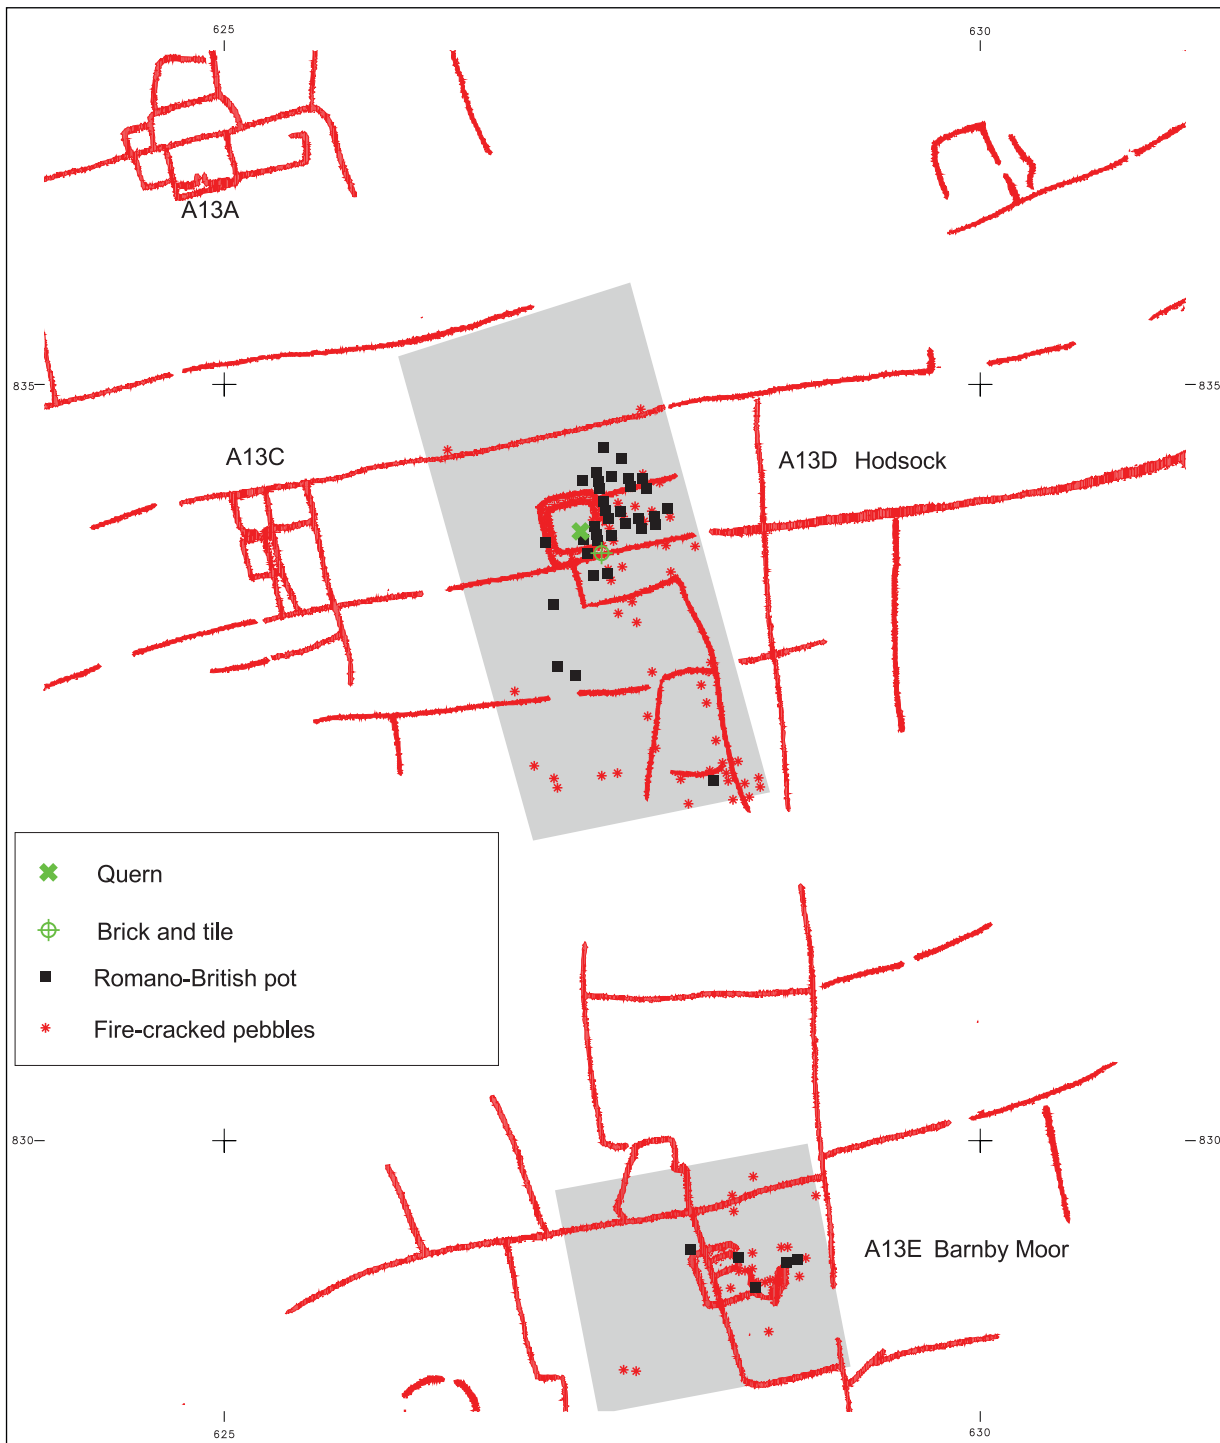 625 630
A13A
835 835
A13C
A13D Hodsock
Quern
Brick and tile
Romano-British pot
Fire-cracked pebbles
830 830
A13E Barnby Moor
625 630